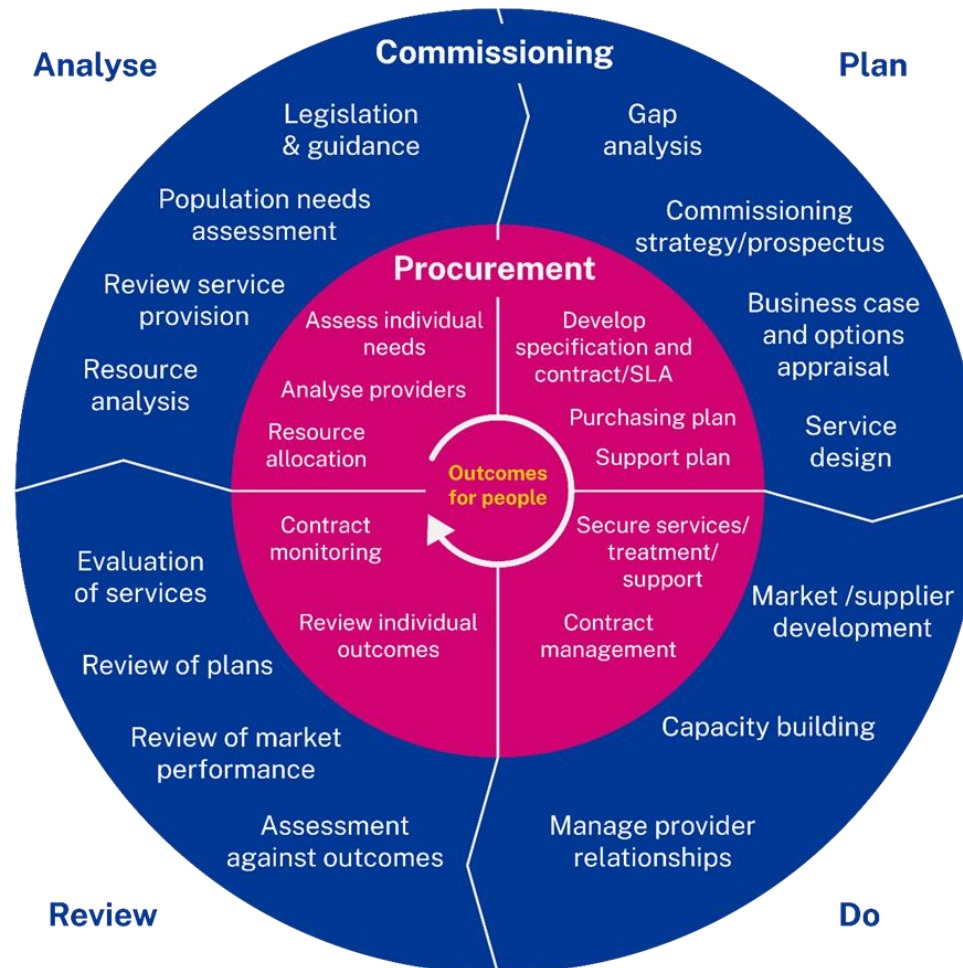 Analyse
Commissioning
Plan
Legislation
& guidance
Population needs
assessment
Review service
provision
Resource
analysis
Gap
analysis
Commissioning
strategy/prospectus
Business case
and options
appraisal
Service
design
Procurement
Assess individual
needs
Analyse providers
Resource
allocation
Develop
specification and
contract/SLA
Purchasing plan
Support plan
Outcomes
for people
Contract
monitoring
Review individual
outcomes
Secure services/
treatment/
support
Contract
management
Evaluation
of services
Review of plans
Review of market
performance
Assessment
against outcomes
Market /supplier
development
Capacity building
Manage provider
relationships
Review
Do